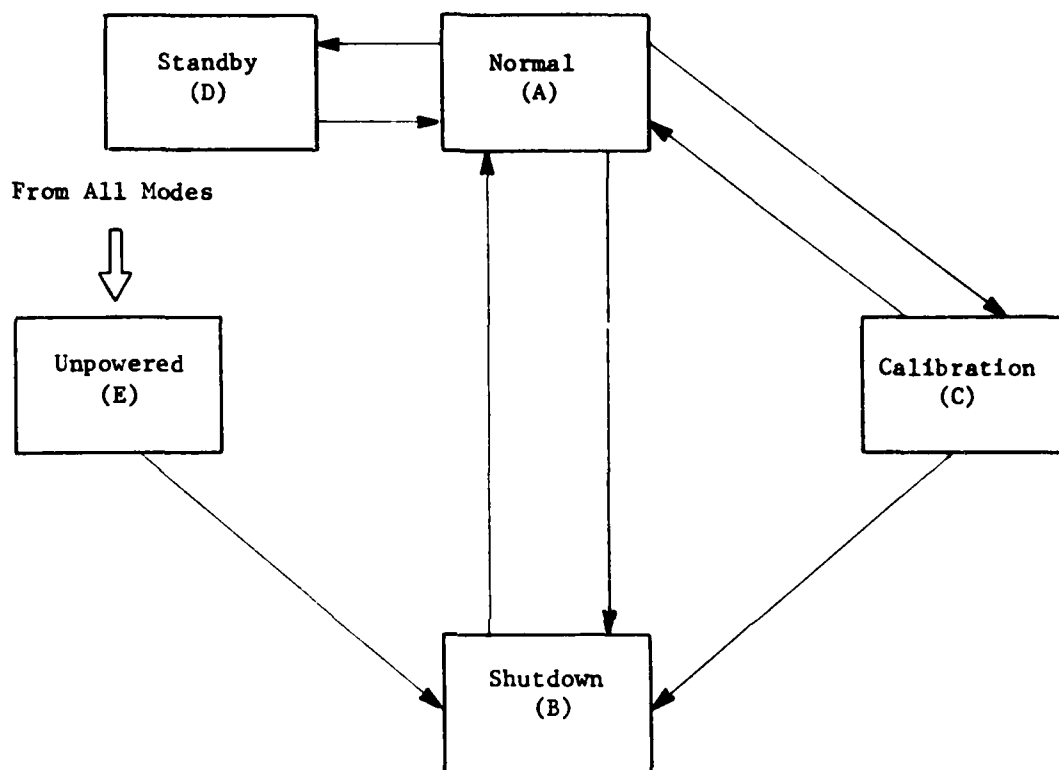 Standby
(D)
Normal
(A)
From All Modes
Unpowered
(E)
Calibration
(C)
Shutdown
(B)